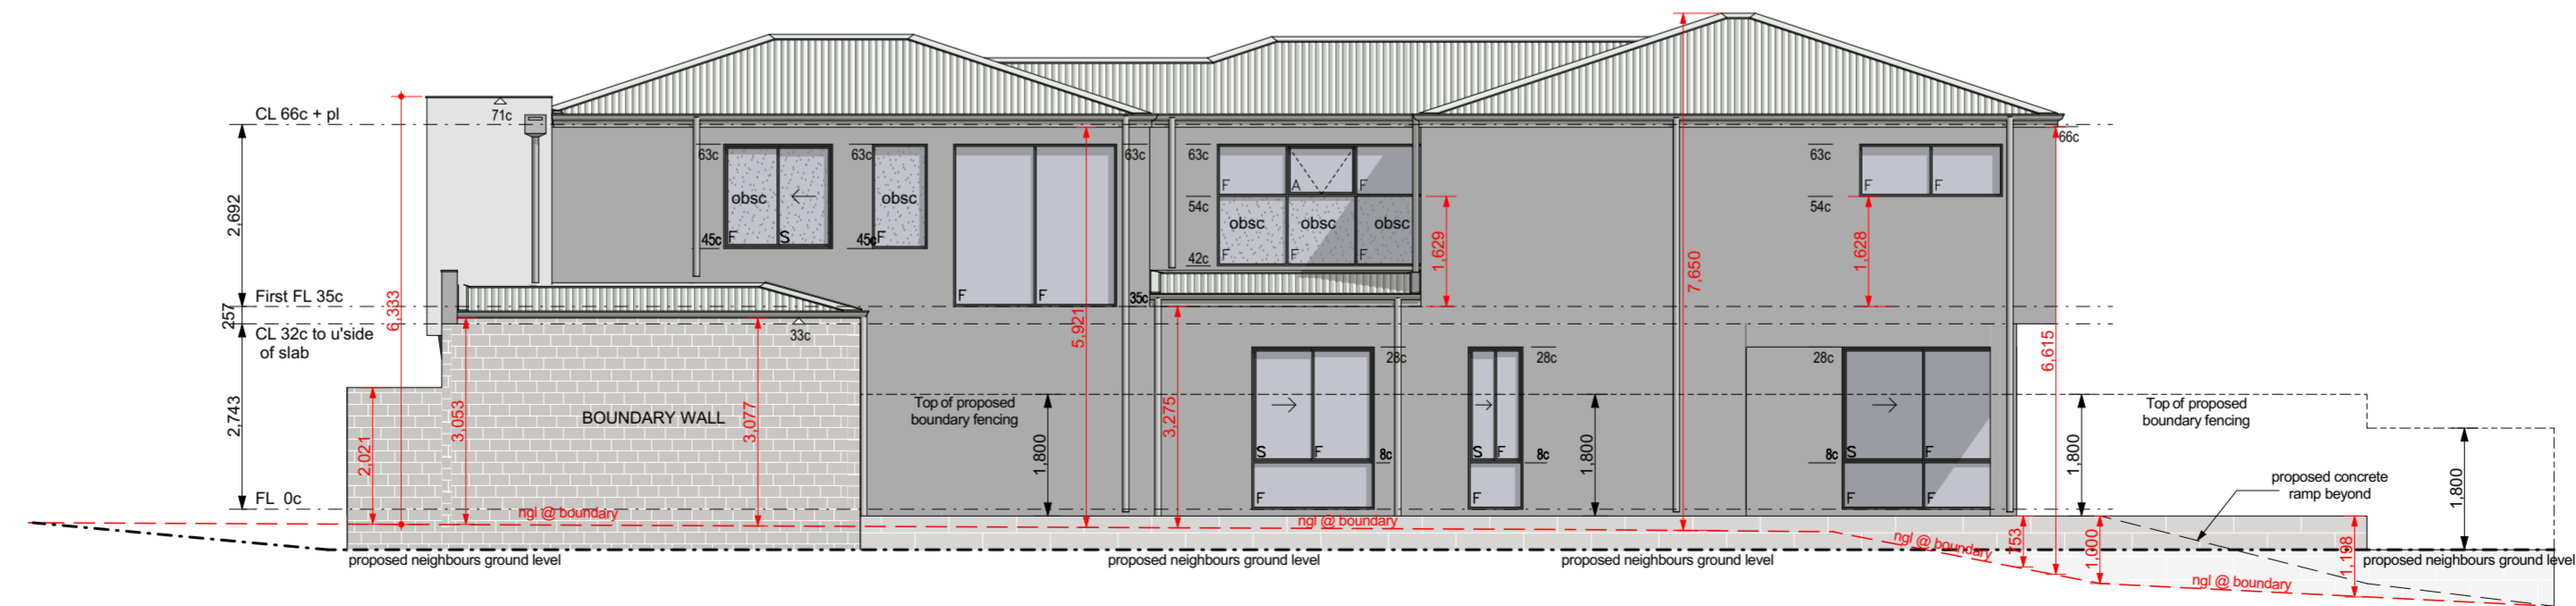 CL 66c + pl
71c
2,692
First FL 35c
257
CL 32c to u'side
of slab
2,743
FL 0c
6,333
2,021
3,053
BOUNDARY WALL
3,077
33c
ngl @ boundary
proposed neighbours ground level
63c
obsc
45c
F
S
63c
obsc
45c
F
F
F
63c
35c
5,921
Top of proposed
boundary fencing
1,800
3,275
63c
F
A
F
54c
obsc
obsc
obsc
42c
F
F
F
1,629
28c
S
F
8c
F
28c
S
F
8c
F
ngl @ boundary
proposed neighbours ground level
1,800
7,650
proposed neighbours ground level
63c
F
F
54c
1,628
28c
8c
S
F
F
F
66c
6,615
ngl @ boundary
753
1,000
1,800
Top of proposed
boundary fencing
proposed concrete
ramp beyond
1,800
1,198
ngl @ boundary
proposed neighbours ground level